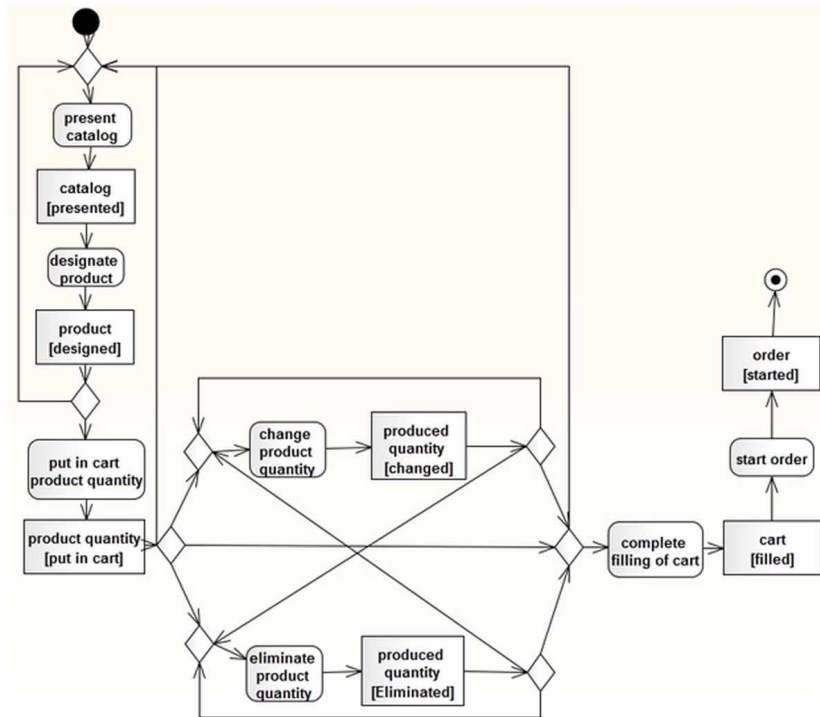 present
catalog
catalog
[presented]
designate
product
product
[designed]
put in cart
product quantity
product quantity
[put in cart]
change
product
quantity
produced
quantity
[changed]
eliminate
product
quantity
produced
quantity
[Eliminated]
complete
filling of cart
cart
[filled]
start order
order
[started]